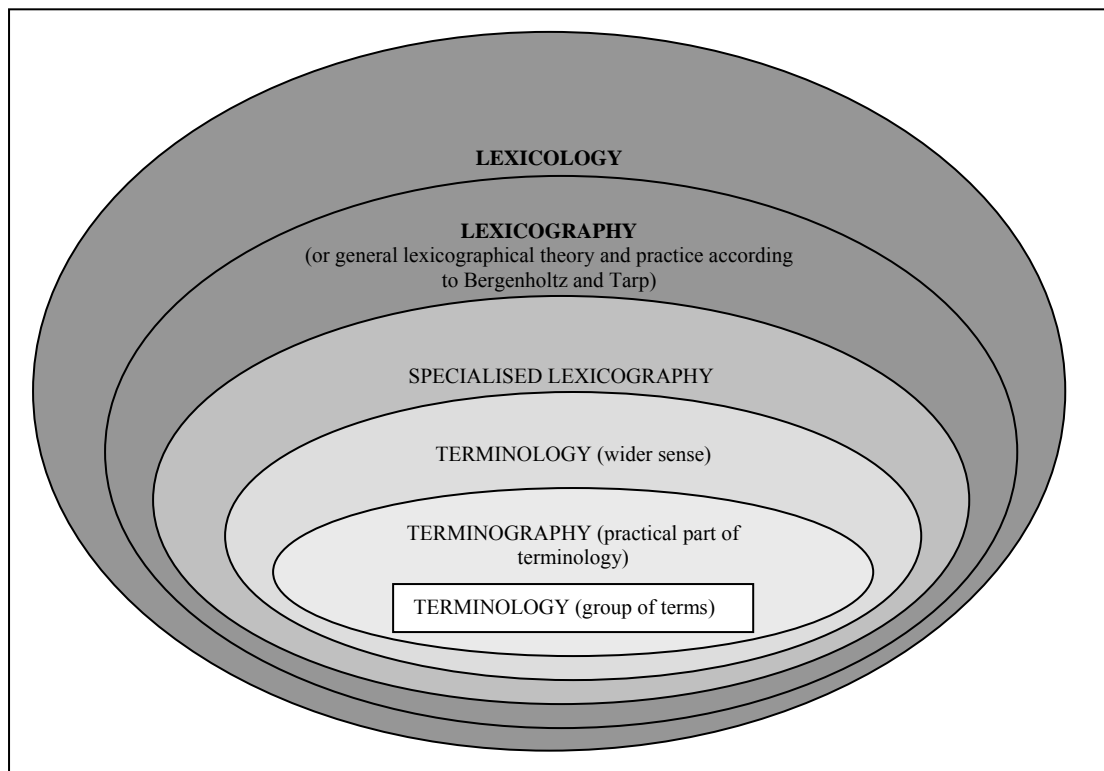 LEXICOLOGY
LEXICOGRAPHY
(or general lexicographical theory and practice according
to Bergenholtz and Tarp)
SPECIALISED LEXICOGRAPHY
TERMINOLOGY (wider sense)
TERMINOGRAPHY (practical part of
terminology)
TERMINOLOGY (group of terms)